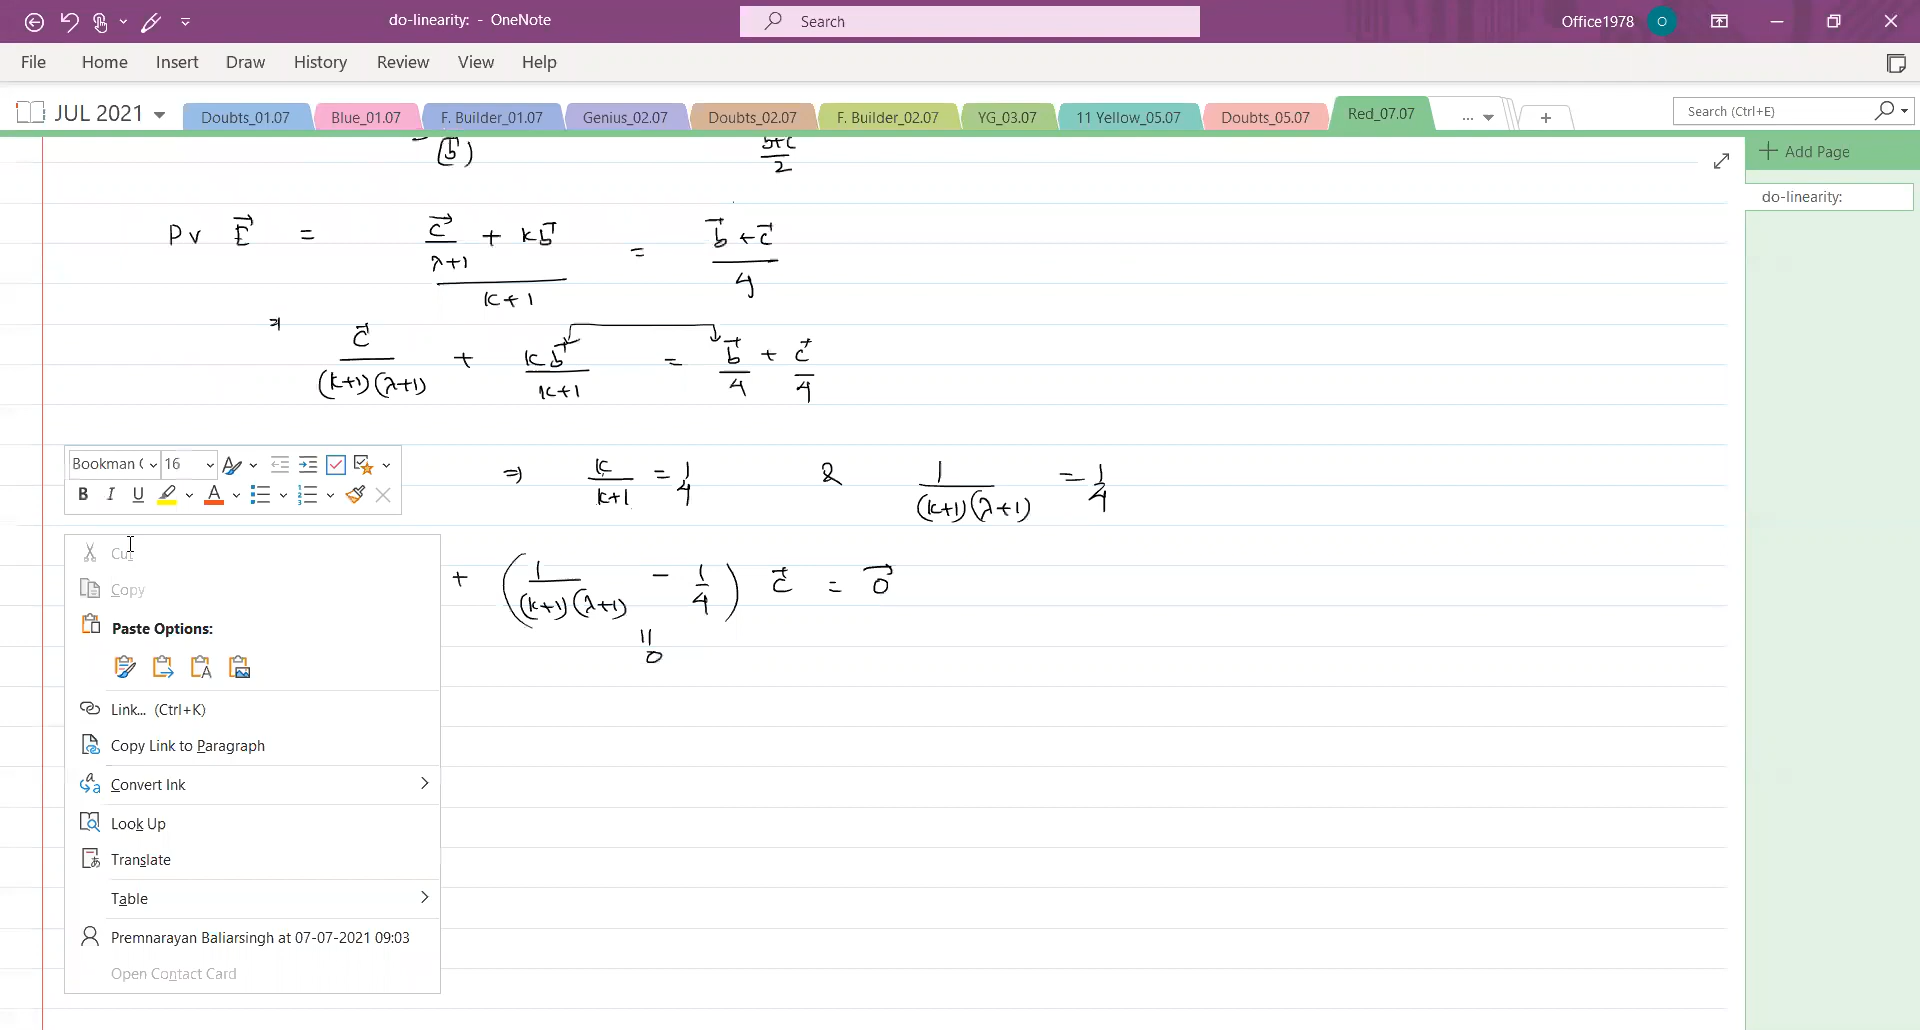 do-linearity: - OneNote
Search
Office1978
O
File Home Insert Draw History Review View Help
JUL 2021
Doubts_01.07 Blue_01.07 F. Builder_01.07 Genius_02.07 Doubts_02.07 F. Builder_02.07 YG_03.07 11 Yellow_05.07 Doubts_05.07 Red_07.07 ... +
Search (Ctrl+E)
Add Page
do-linearity:
(b⃗) (b+c)/2
PV E⃗ = (c⃗/(λ+1) + kb⃗)/(k+1) = (b⃗ + c⃗)/4
⇒ c⃗/((k+1)(λ+1)) + kb⃗/(k+1) = b⃗/4 + c⃗/4
⇒ k/(k+1) = 1/4 & 1/((k+1)(λ+1)) = 1/4
+ (1/((k+1)(λ+1)) − 1/4) c⃗ = 0⃗
||
0
Bookman 16
B I U A
Cut
Copy
Paste Options:
Link... (Ctrl+K)
Copy Link to Paragraph
Convert Ink
Look Up
Translate
Table
Premnarayan Baliarsingh at 07-07-2021 09:03
Open Contact Card